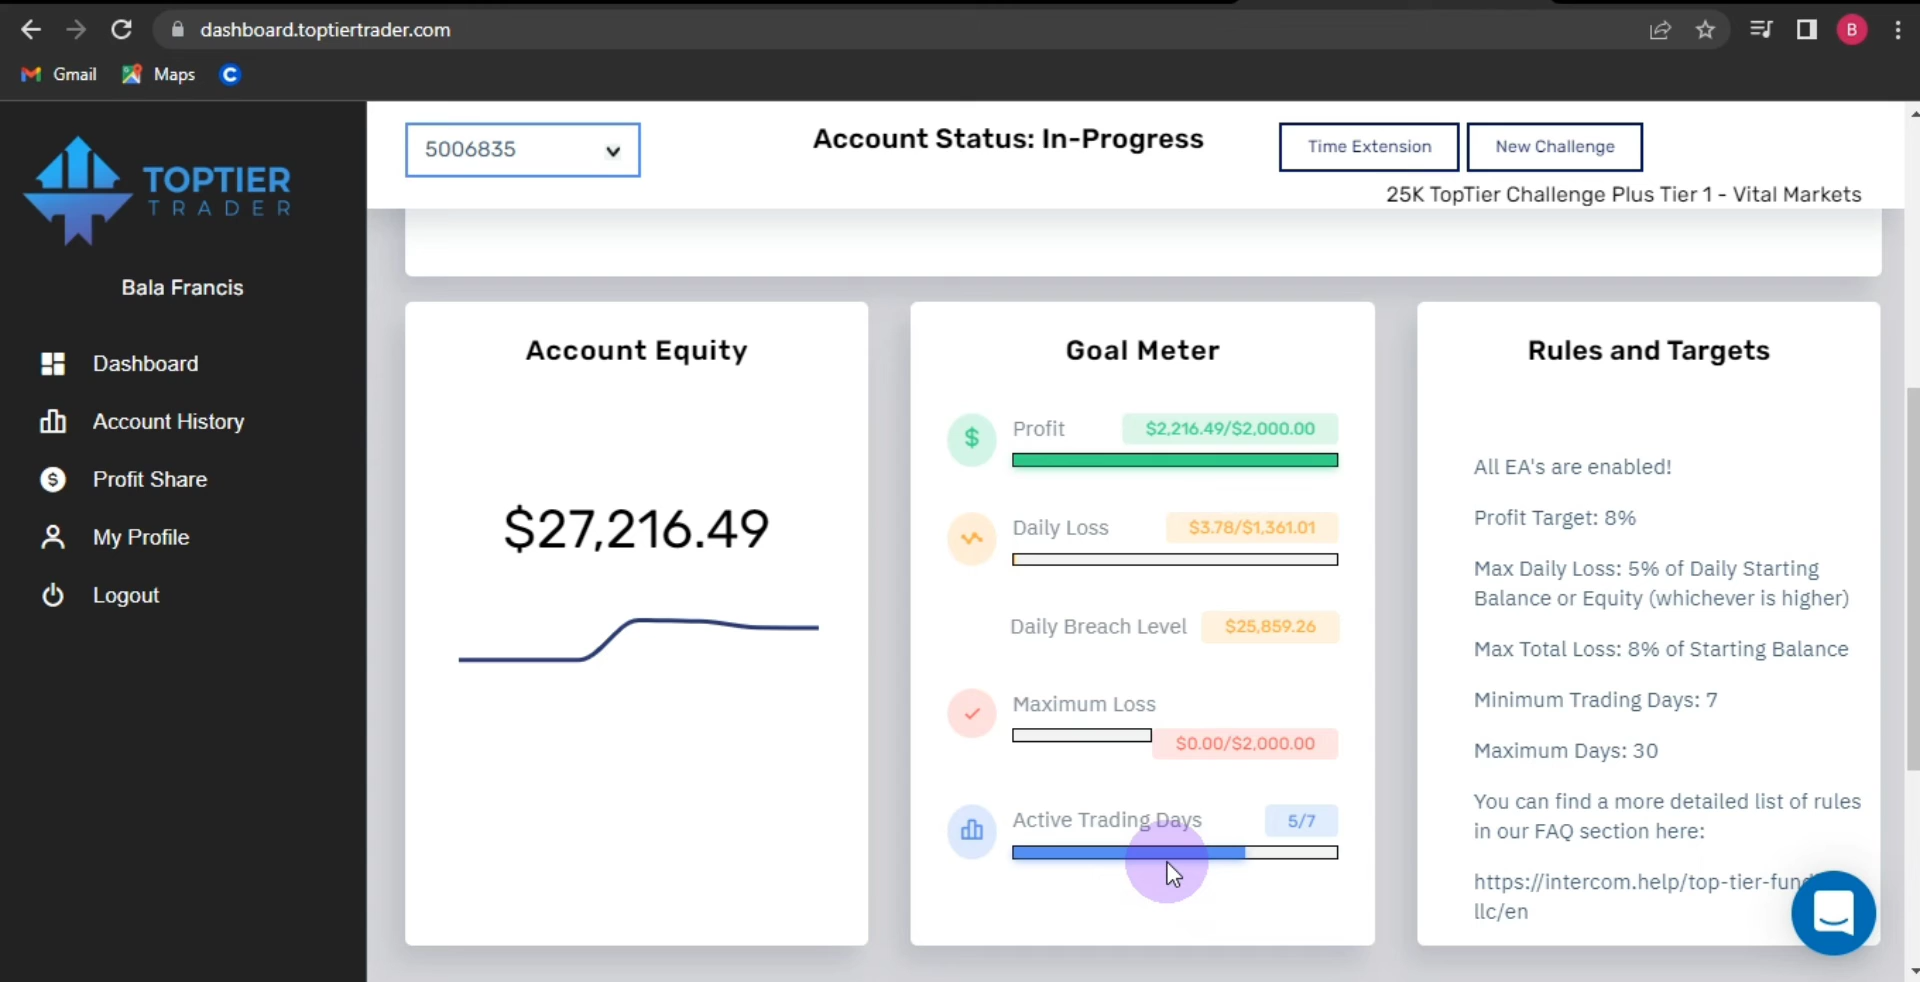 dashboard.toptiertrader.com
B
Gmail
Maps
C
TOPTIER
TRADER
Bala Francis
Dashboard
Account History
$
Profit Share
My Profile
Logout
5006835
Account Status: In-Progress
Time Extension
New Challenge
25K TopTier Challenge Plus Tier 1 - Vital Markets
Account Equity
$27,216.49
Goal Meter
$
Profit
$2,216.49/$2,000.00
Daily Loss
$3.78/$1,361.01
Daily Breach Level
$25,859.26
Maximum Loss
$0.00/$2,000.00
Active Trading Days
5/7
Rules and Targets
All EA's are enabled!
Profit Target: 8%
Max Daily Loss: 5% of Daily Starting
Balance or Equity (whichever is higher)
Max Total Loss: 8% of Starting Balance
Minimum Trading Days: 7
Maximum Days: 30
You can find a more detailed list of rules
in our FAQ section here:
https://intercom.help/top-tier-fund
llc/en